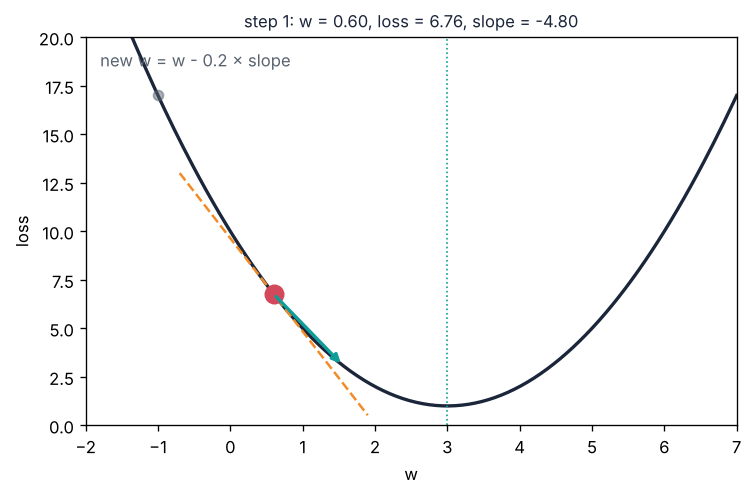 step 1: w = 0.60, loss = 6.76, slope = -4.80
20.0
new w = w - 0.2 × slope
17.5
15.0
12.5
10.0
loss
7.5
5.0
2.5
0.0
−2 −1 0 1 2 3 4 5 6 7
w